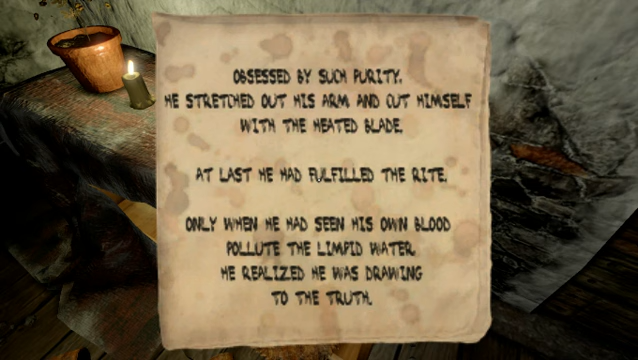 OBSESSED BY SUCH PURITY,
HE STRETCHED OUT HIS ARM AND CUT HIMSELF
WITH THE HEATED BLADE.
AT LAST HE HAD FULFILLED THE RITE.
ONLY WHEN HE HAD SEEN HIS OWN BLOOD
POLLUTE THE LIMPID WATER,
HE REALIZED HE WAS DRAWING
TO THE TRUTH.